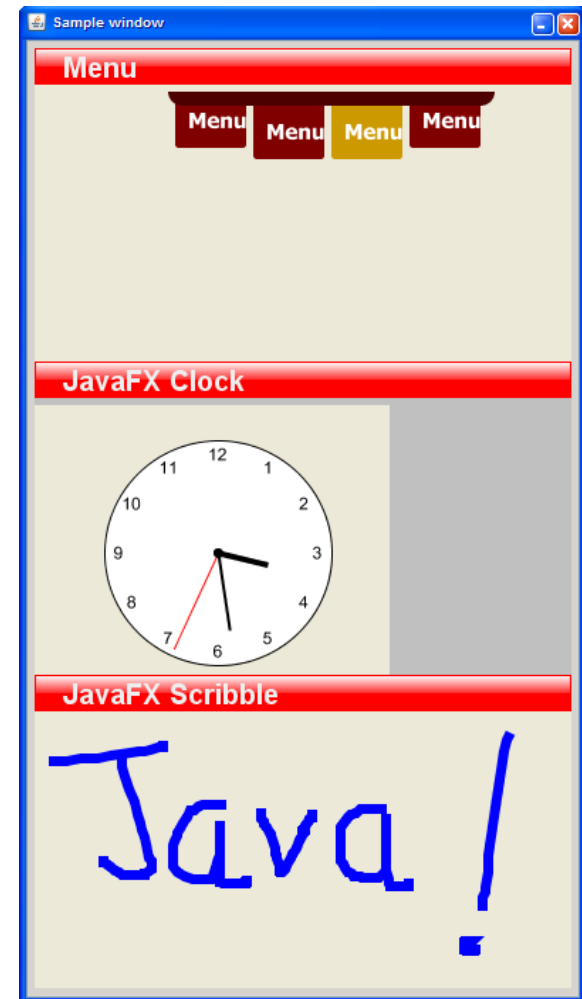 Sample window
Menu
Menu Menu Menu Menu
JavaFX Clock
12
11 1
10 2
9 3
8 4
7 5
6
JavaFX Scribble
Java!